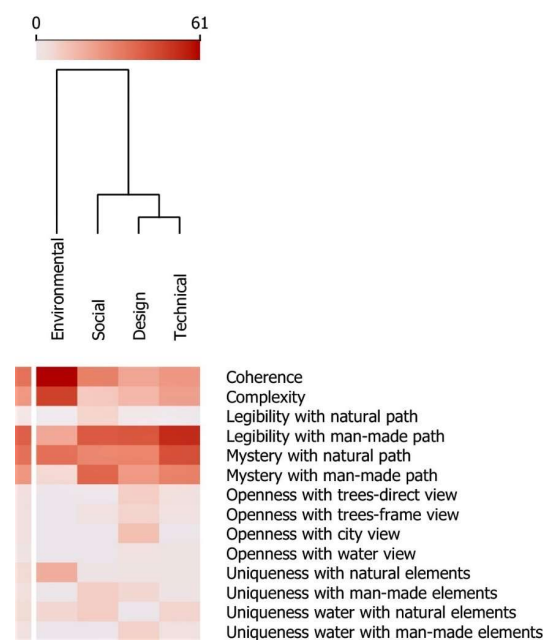 0 61
Environmental
Social
Design
Technical
Coherence
Complexity
Legibility with natural path
Legibility with man-made path
Mystery with natural path
Mystery with man-made path
Openness with trees-direct view
Openness with trees-frame view
Openness with city view
Openness with water view
Uniqueness with natural elements
Uniqueness with man-made elements
Uniqueness water with natural elements
Uniqueness water with man-made elements